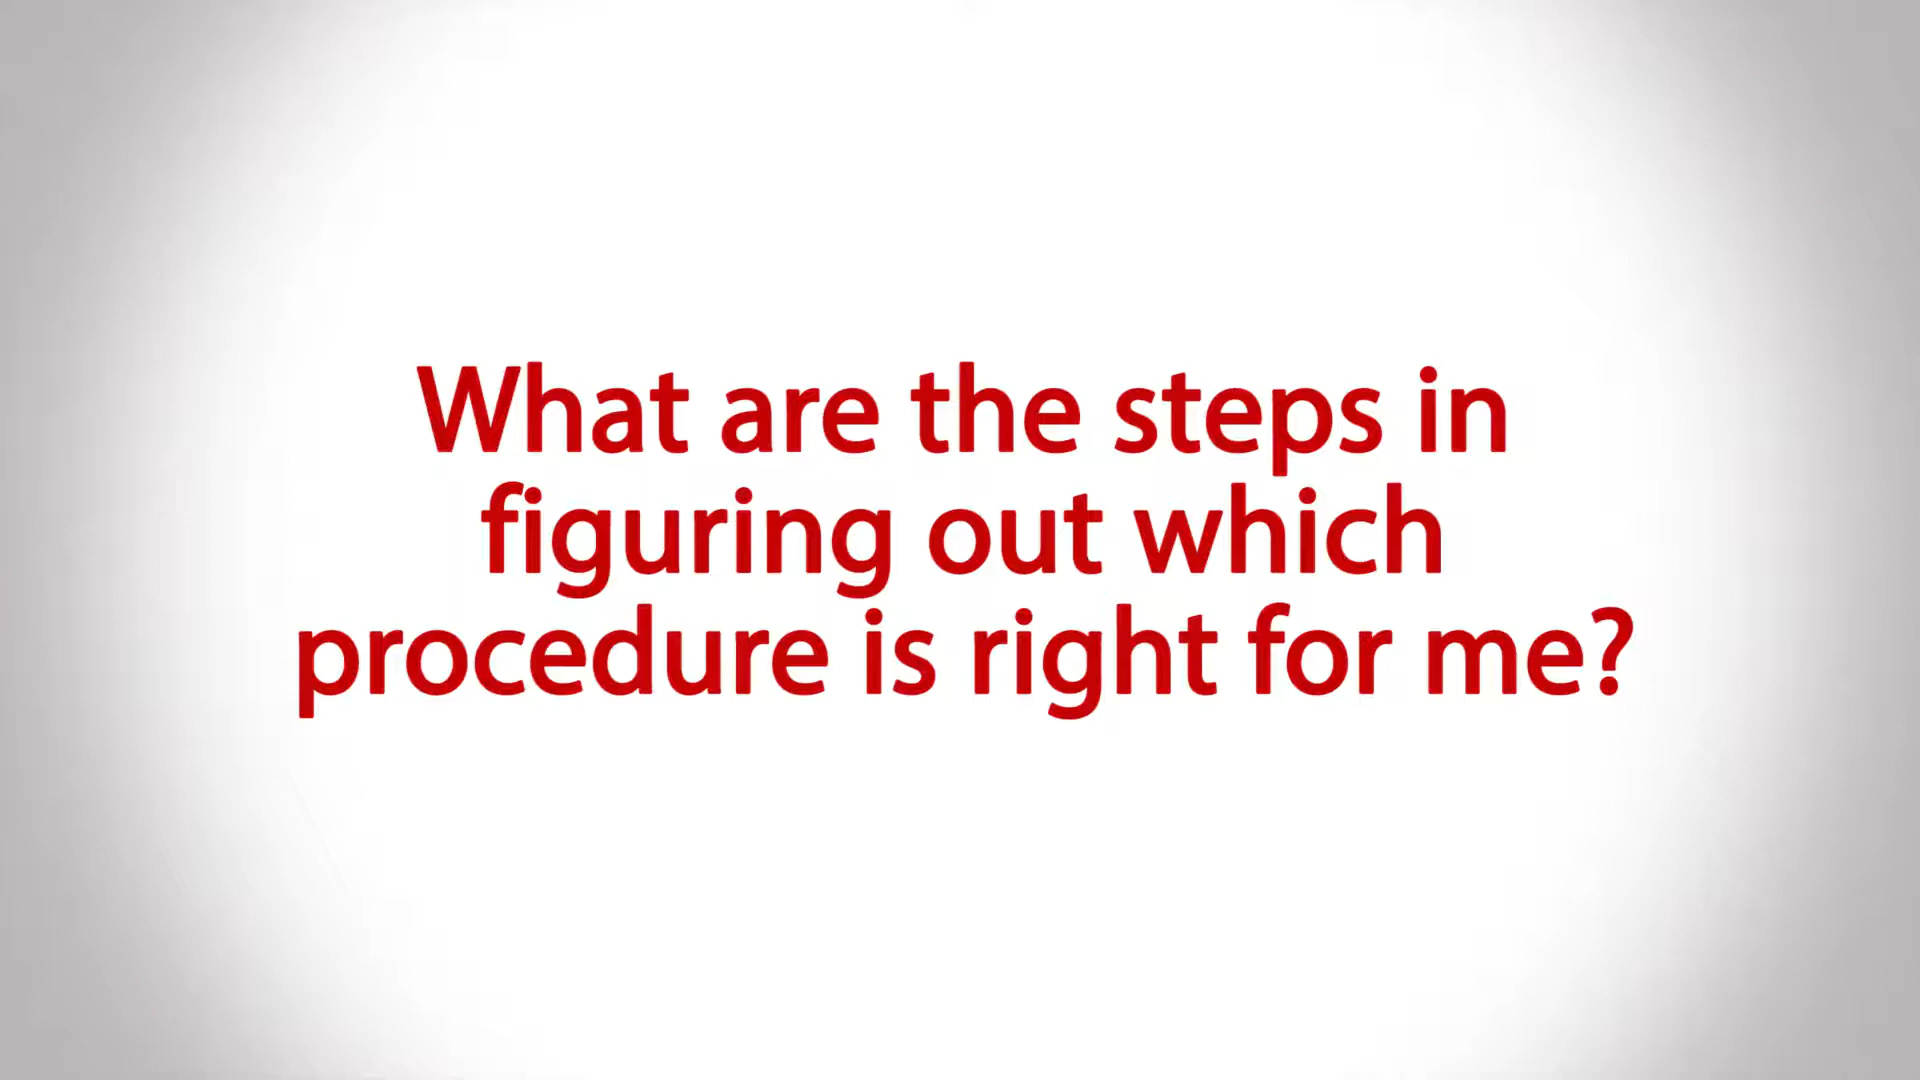 What are the steps in
figuring out which
procedure is right for me?